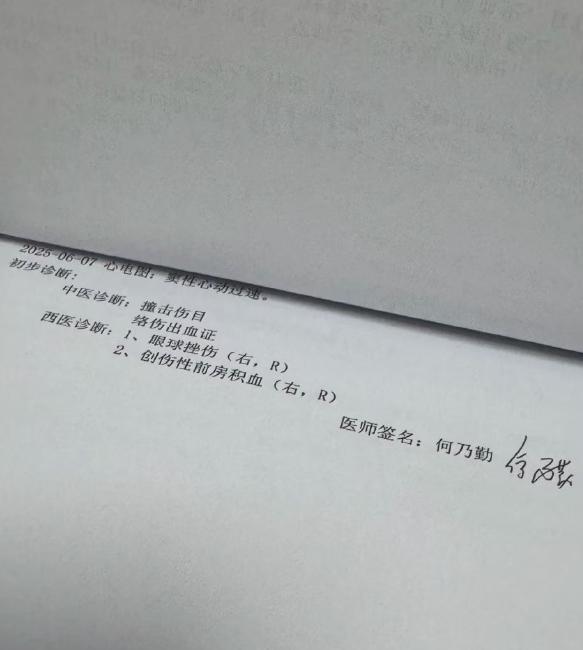 2025-06-07 心电图：窦性心动过速。
初步诊断：
中医诊断：撞击伤目
络伤出血证
西医诊断：1、眼球挫伤（右，R）
2、创伤性前房积血（右，R）
医师签名：何乃勤